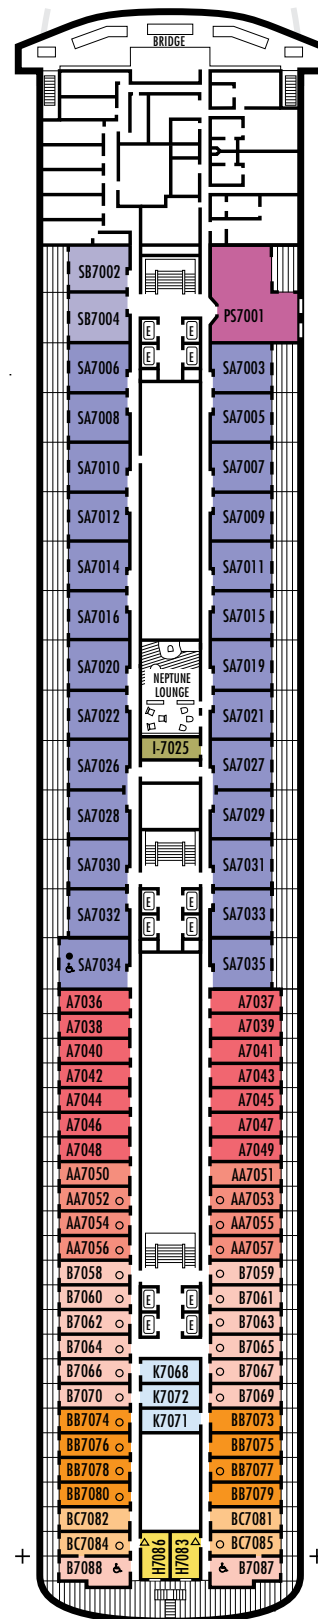 BRIDGE
SB7002
SB7004 PS7001
SA7006 E E SA7003
E E
SA7008 SA7005
SA7010 SA7007
SA7012 SA7009
SA7014 SA7011
SA7016 SA7015
SA7020 SA7019
NEPTUNE
LOUNGE
SA7022 SA7021
SA7026 I-7025 SA7027
SA7028 SA7029
SA7030 SA7031
SA7032 E E SA7033
E E
SA7034 SA7035
A7036 A7037
A7038 A7039
A7040 A7041
A7042 A7043
A7044 A7045
A7046 A7047
A7048 A7049
AA7050 AA7051
AA7052 AA7053
AA7054 AA7055
AA7056 AA7057
B7058 B7059
B7060 E E B7061
B7062 E E B7063
B7064 B7065
B7066 K7068 B7067
B7070 K7072 B7069
BB7074 K7071 BB7073
BB7076 BB7075
BB7078 BB7077
BB7080 BB7079
BC7082 BC7081
BC7084 H7086 H7083 BC7085
B7088 B7087